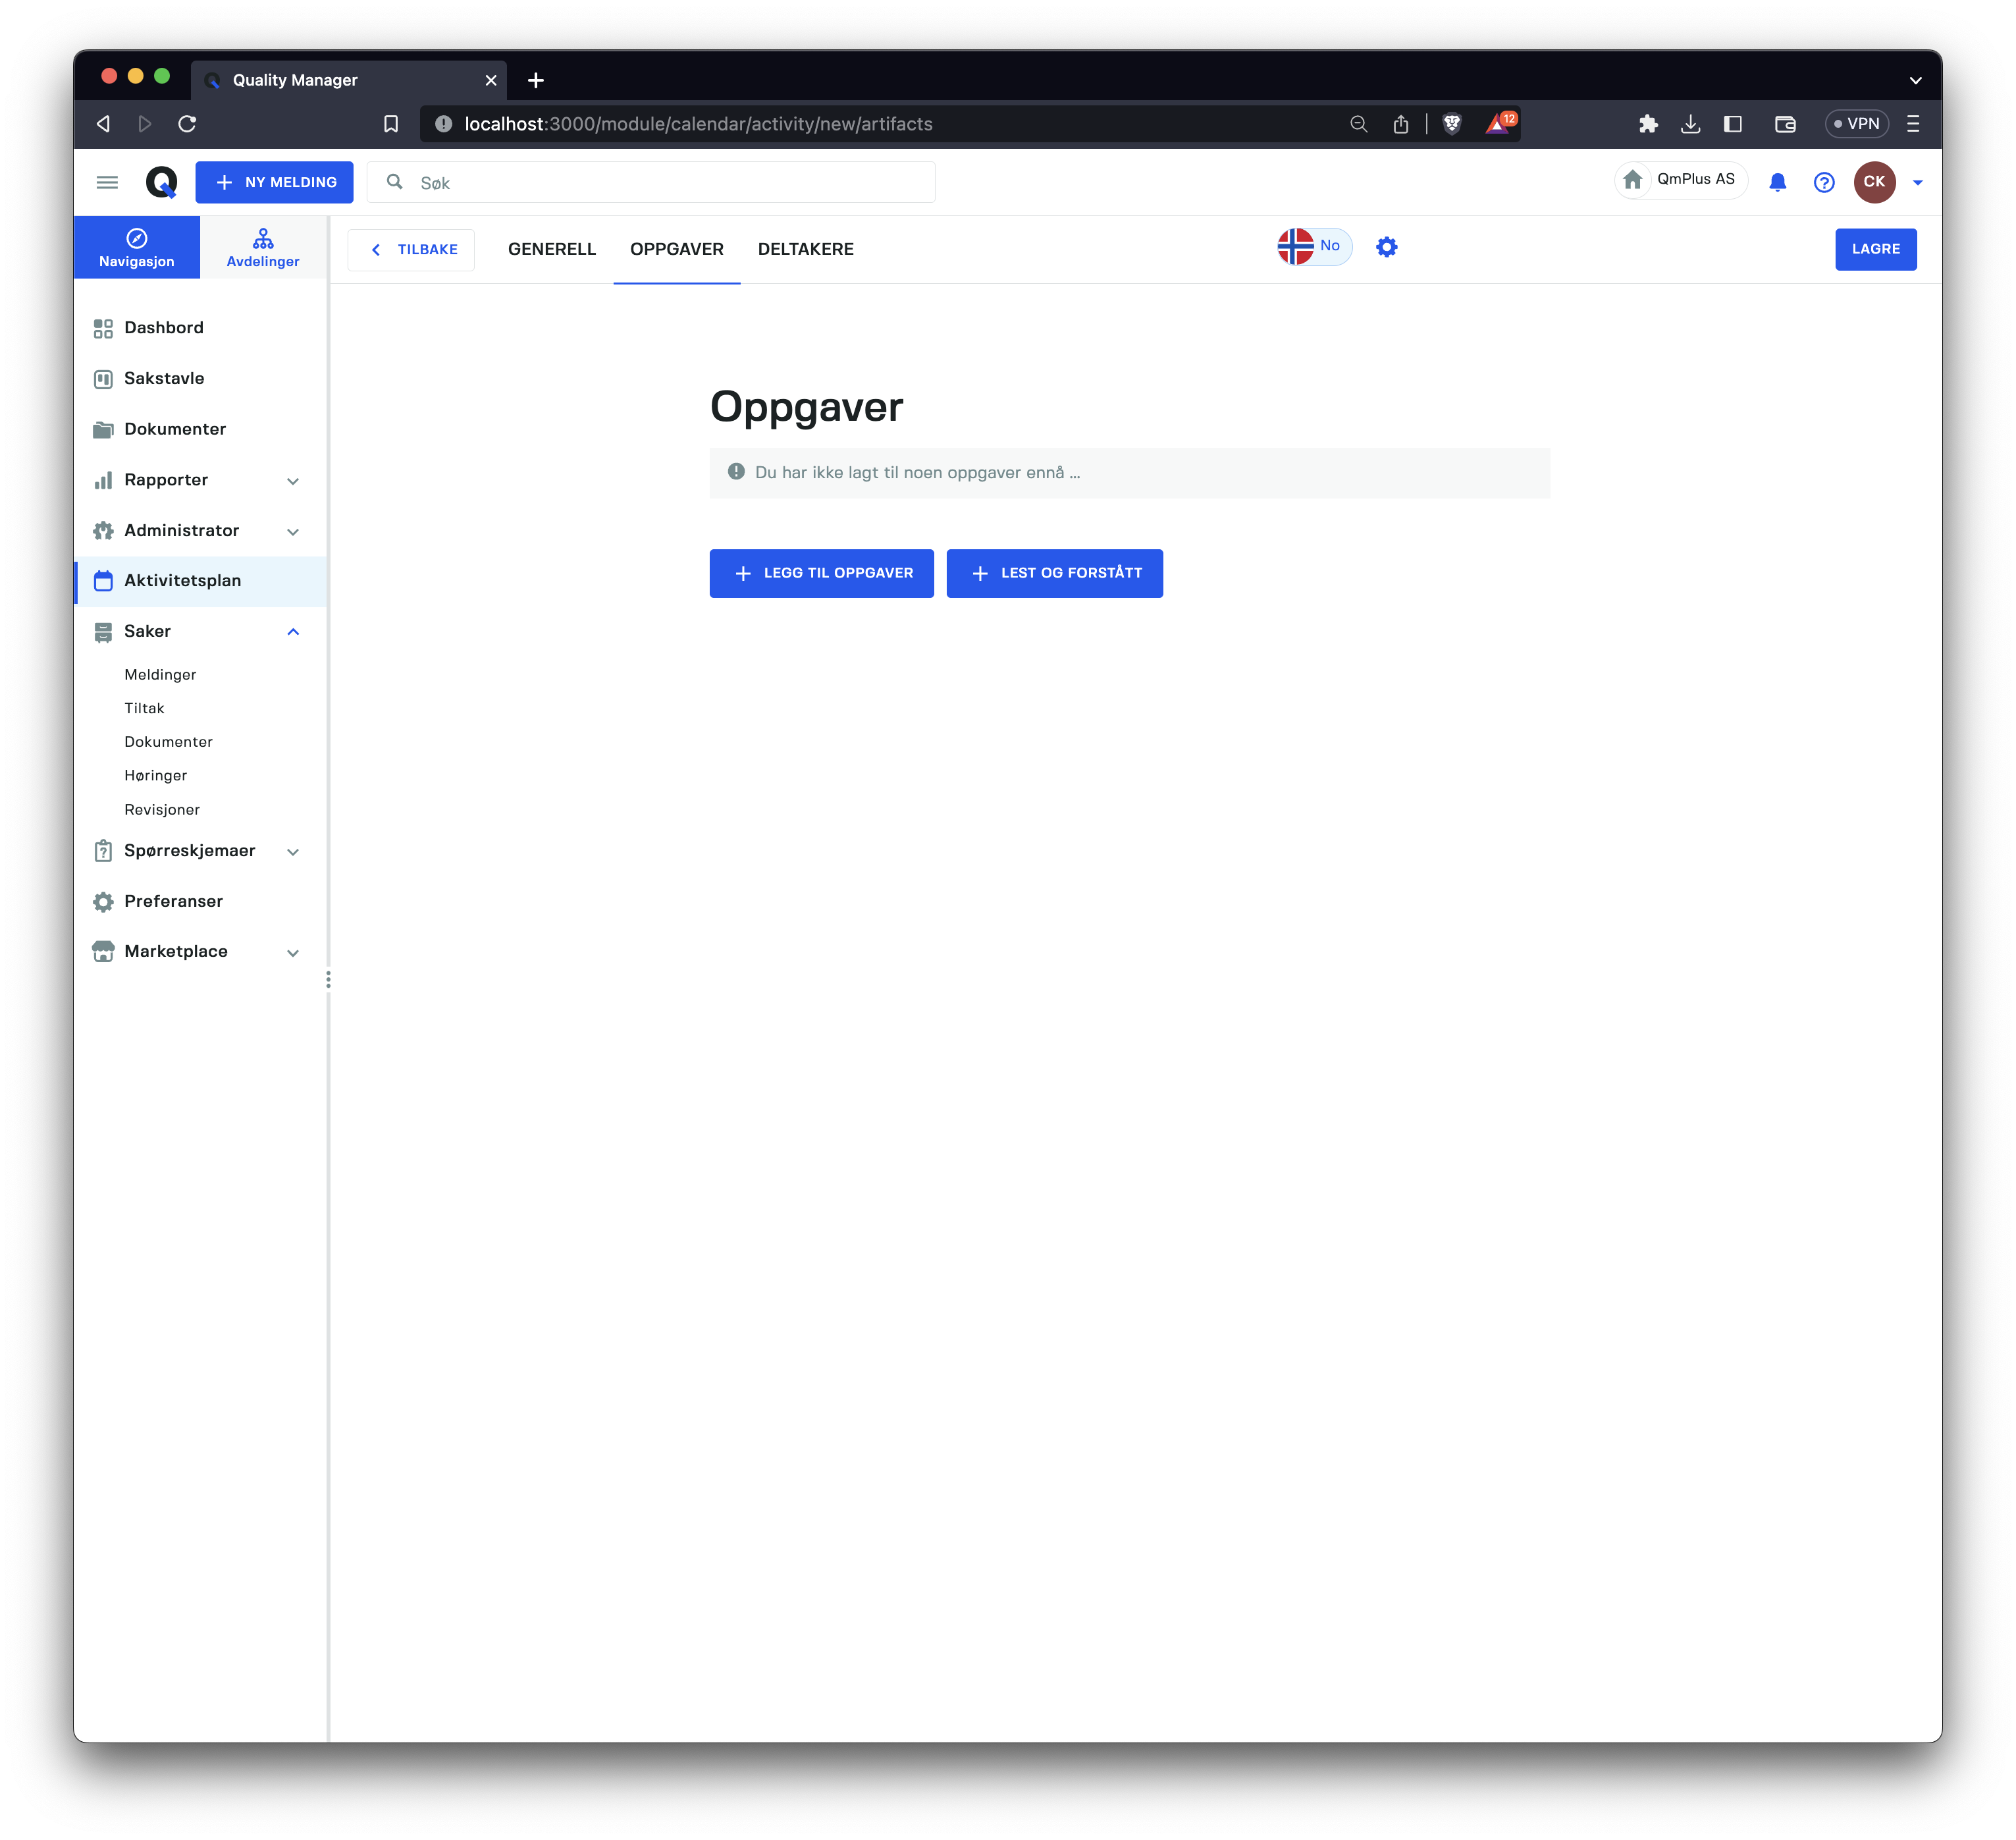 Quality Manager
localhost:3000/module/calendar/activity/new/artifacts
12
VPN
NY MELDING
Søk
QmPlus AS
CK
Navigasjon
Avdelinger
TILBAKE
GENERELL
OPPGAVER
DELTAKERE
No
LAGRE
Dashbord
Sakstavle
Dokumenter
Rapporter
Administrator
Aktivitetsplan
Saker
Meldinger
Tiltak
Dokumenter
Høringer
Revisjoner
Spørreskjemaer
Preferanser
Marketplace
Oppgaver
Du har ikke lagt til noen oppgaver ennå ...
LEGG TIL OPPGAVER
LEST OG FORSTÅTT